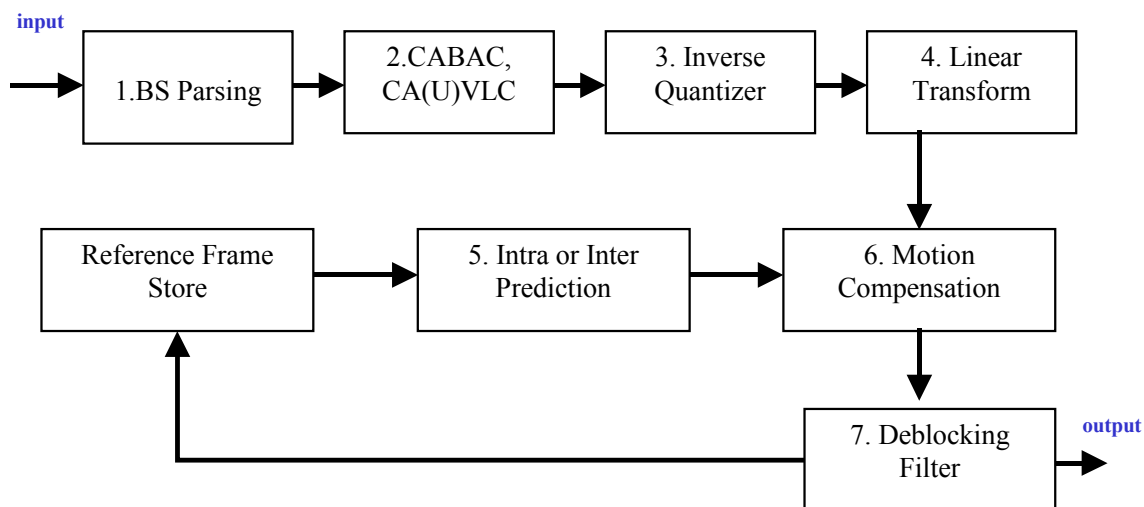 input
1.BS Parsing
2.CABAC,
CA(U)VLC
3. Inverse
Quantizer
4. Linear
Transform
Reference Frame
Store
5. Intra or Inter
Prediction
6. Motion
Compensation
7. Deblocking
Filter
output